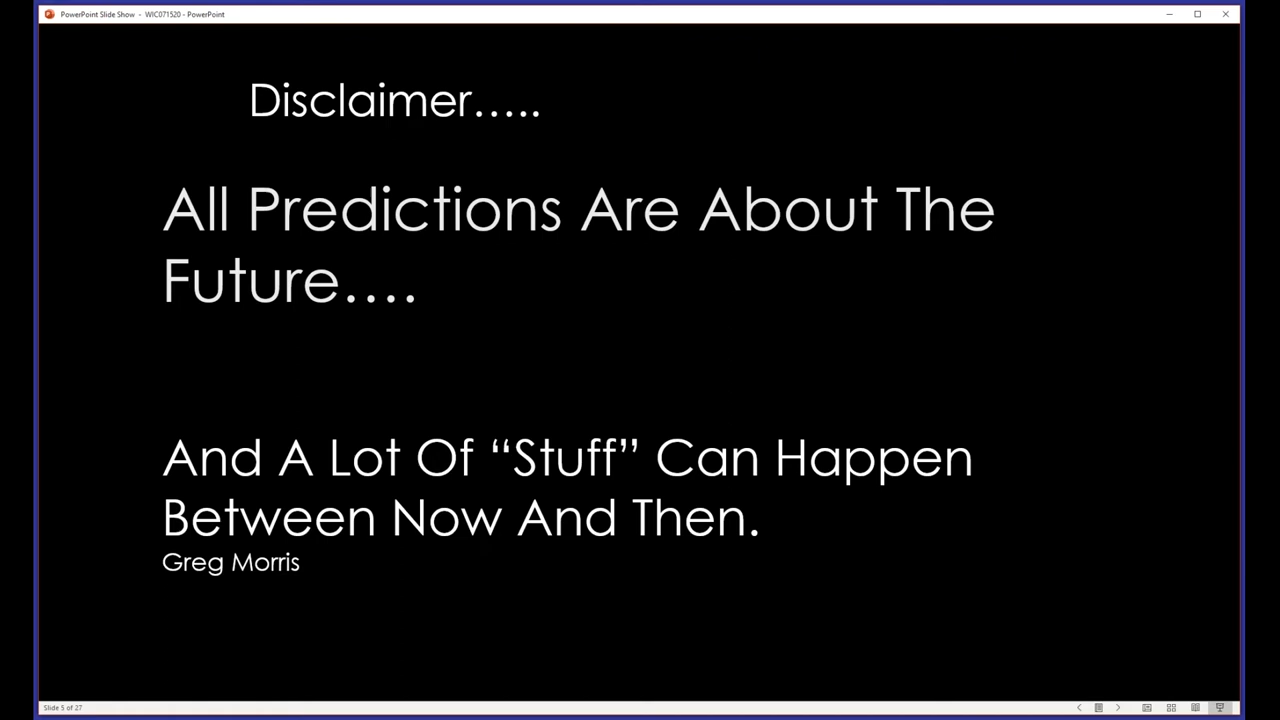 PowerPoint Slide Show - WIC071520 - PowerPoint
Disclaimer.....
All Predictions Are About The
Future....
And A Lot Of “Stuff” Can Happen
Between Now And Then.
Greg Morris
Slide 5 of 27